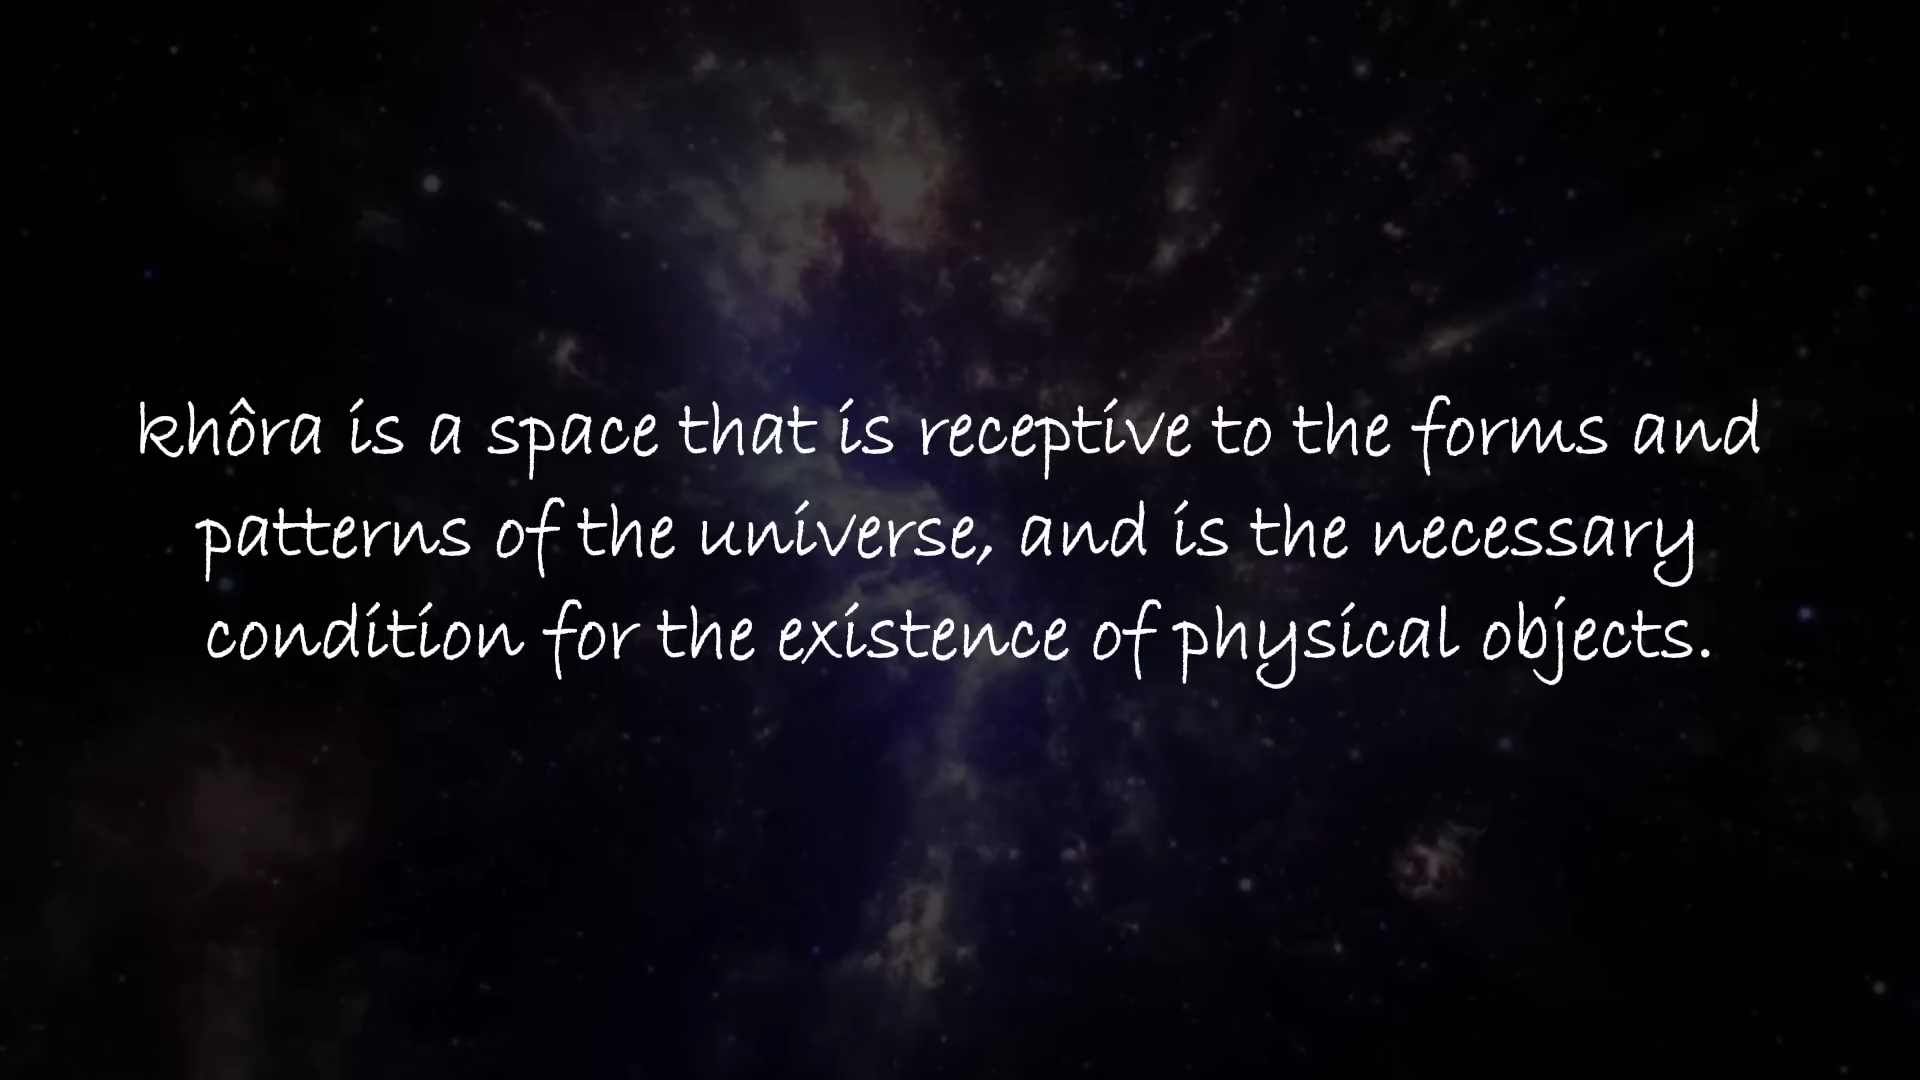 khôra is a space that is receptive to the forms and
patterns of the universe, and is the necessary
condition for the existence of physical objects.